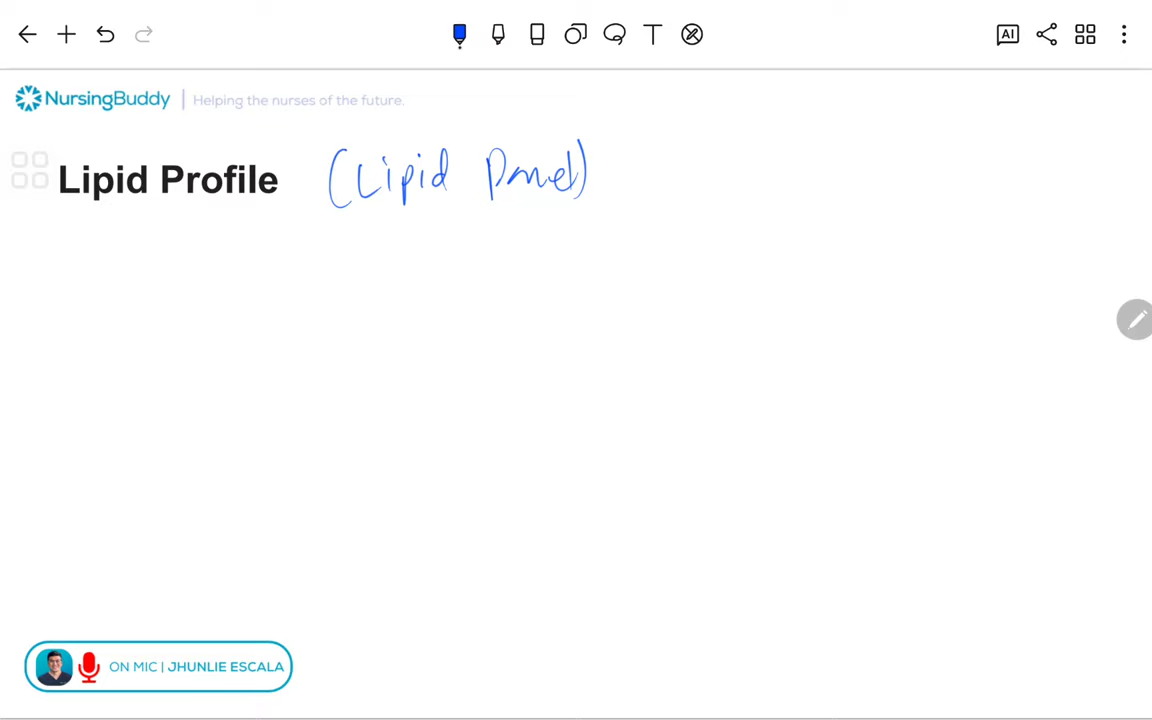 AI
NursingBuddy | Helping the nurses of the future.
Lipid Profile (Lipid Panel)
ON MIC | JHUNLIE ESCALA